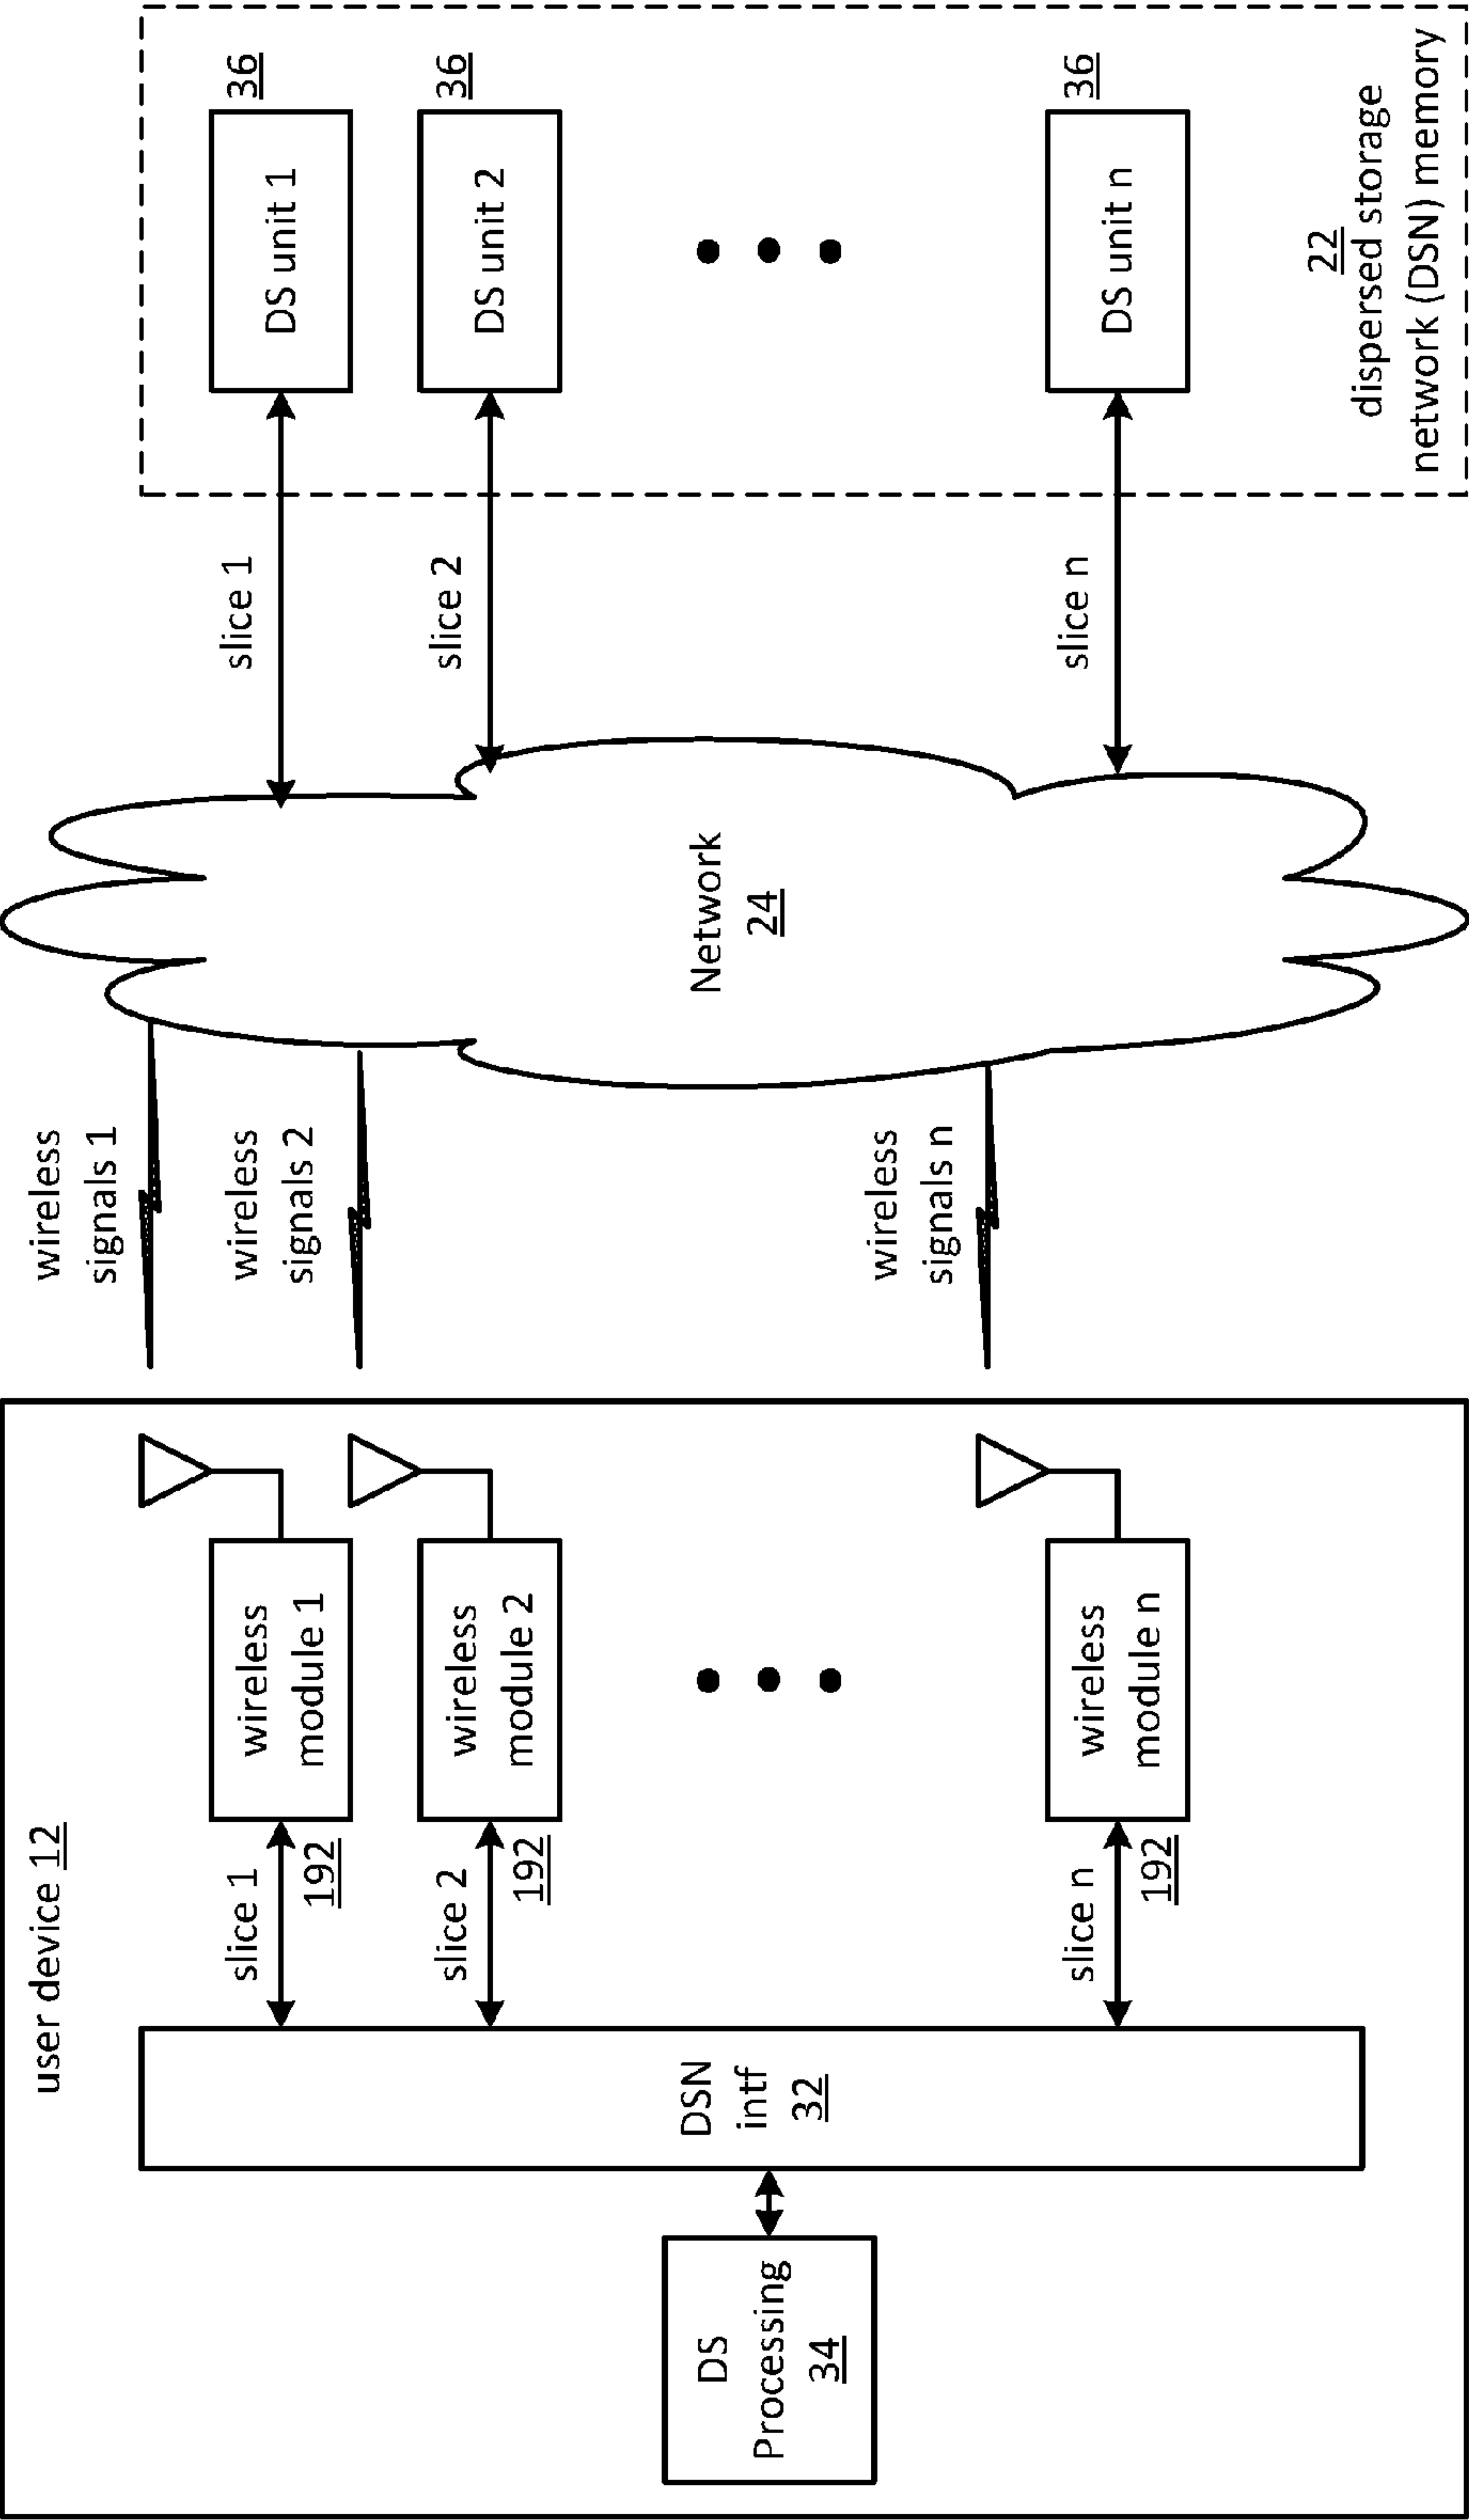 user device 12
DS
Processing
34
DSN
intf
32
slice 1
192
wireless
module 1
slice 2
192
wireless
module 2
slice n
192
wireless
module n
wireless
signals 1
wireless
signals 2
wireless
signals n
Network
24
slice 1
slice 2
slice n
36
DS unit 1
36
DS unit 2
36
DS unit n
22
dispersed storage
network (DSN) memory